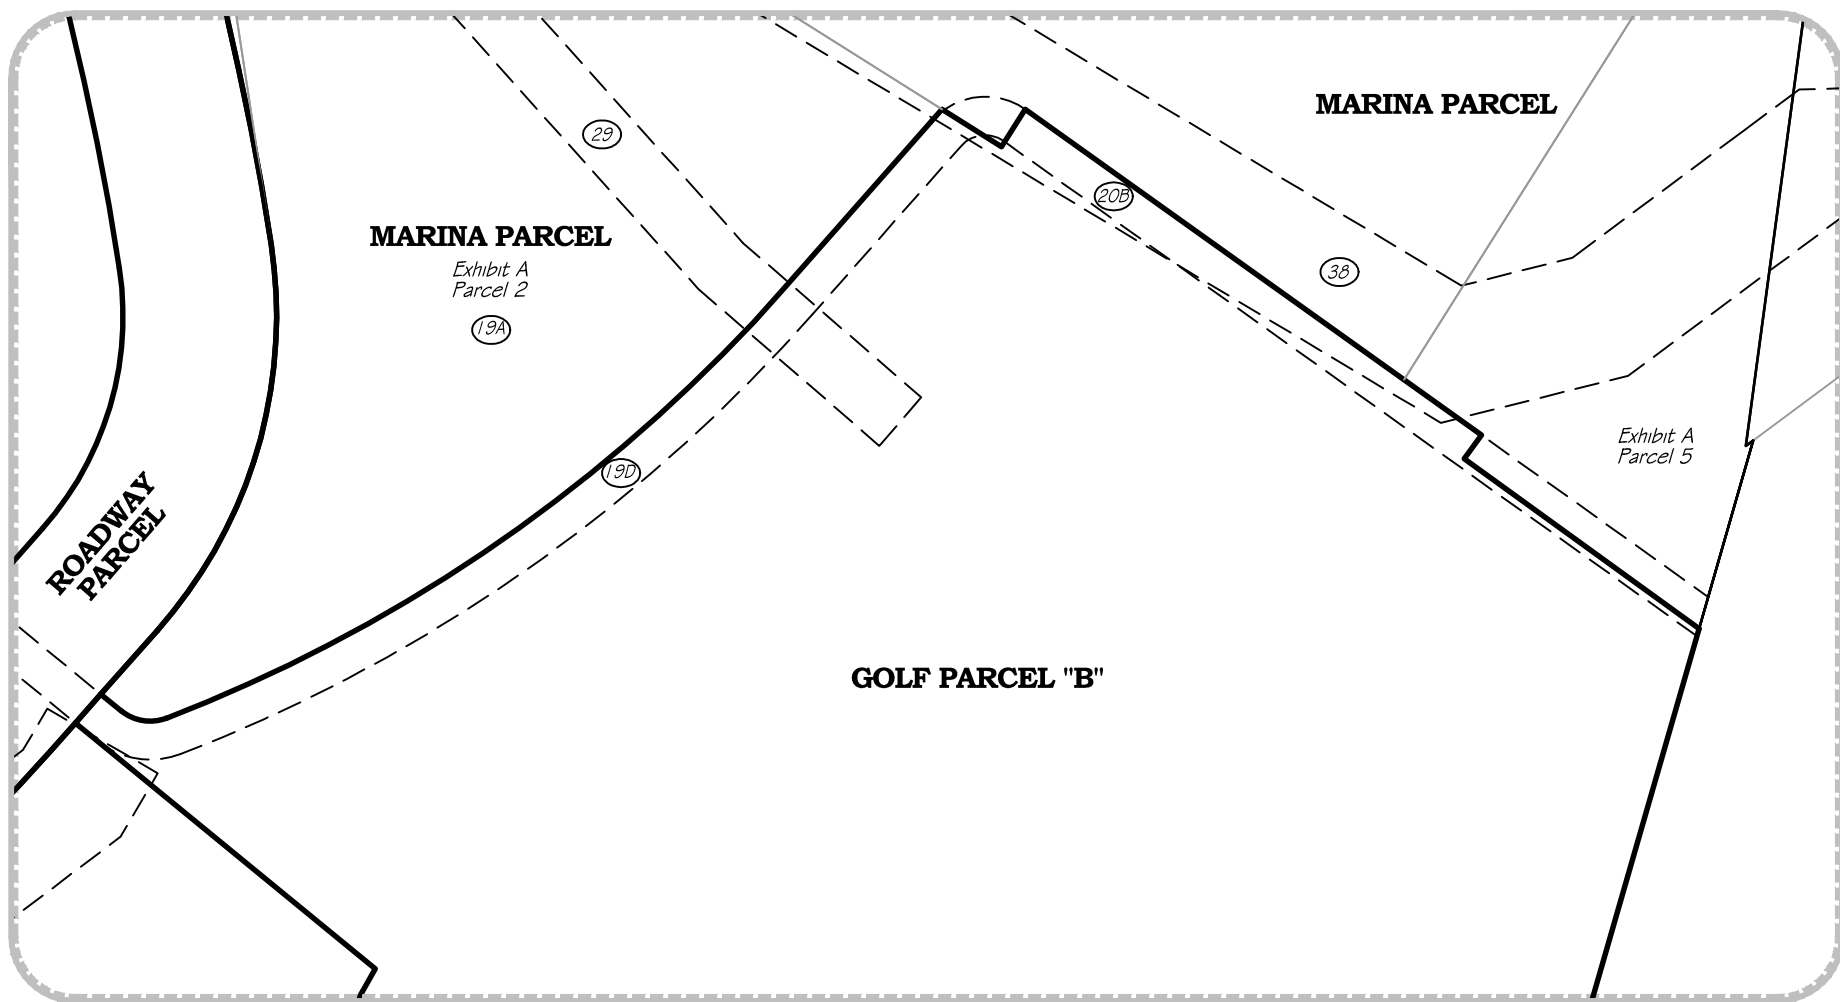 MARINA PARCEL
29
20B
MARINA PARCEL
Exhibit A
Parcel 2
38
19A
Exhibit A
Parcel 5
19D
ROADWAY
PARCEL
GOLF PARCEL "B"